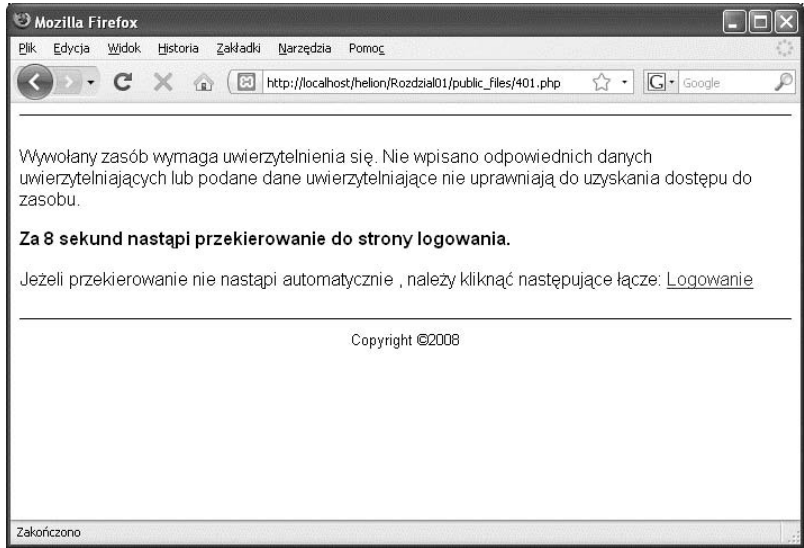 Mozilla Firefox
Plik Edycja Widok Historia Zakładki Narzędzia Pomoc
http://localhost/helion/Rozdzial01/public_files/401.php G Google
Wywołany zasób wymaga uwierzytelnienia się. Nie wpisano odpowiednich danych
uwierzytelniających lub podane dane uwierzytelniające nie uprawniają do uzyskania dostępu do
zasobu.
Za 8 sekund nastąpi przekierowanie do strony logowania.
Jeżeli przekierowanie nie nastąpi automatycznie , należy kliknąć następujące łącze: Logowanie
Copyright ©2008
Zakończono